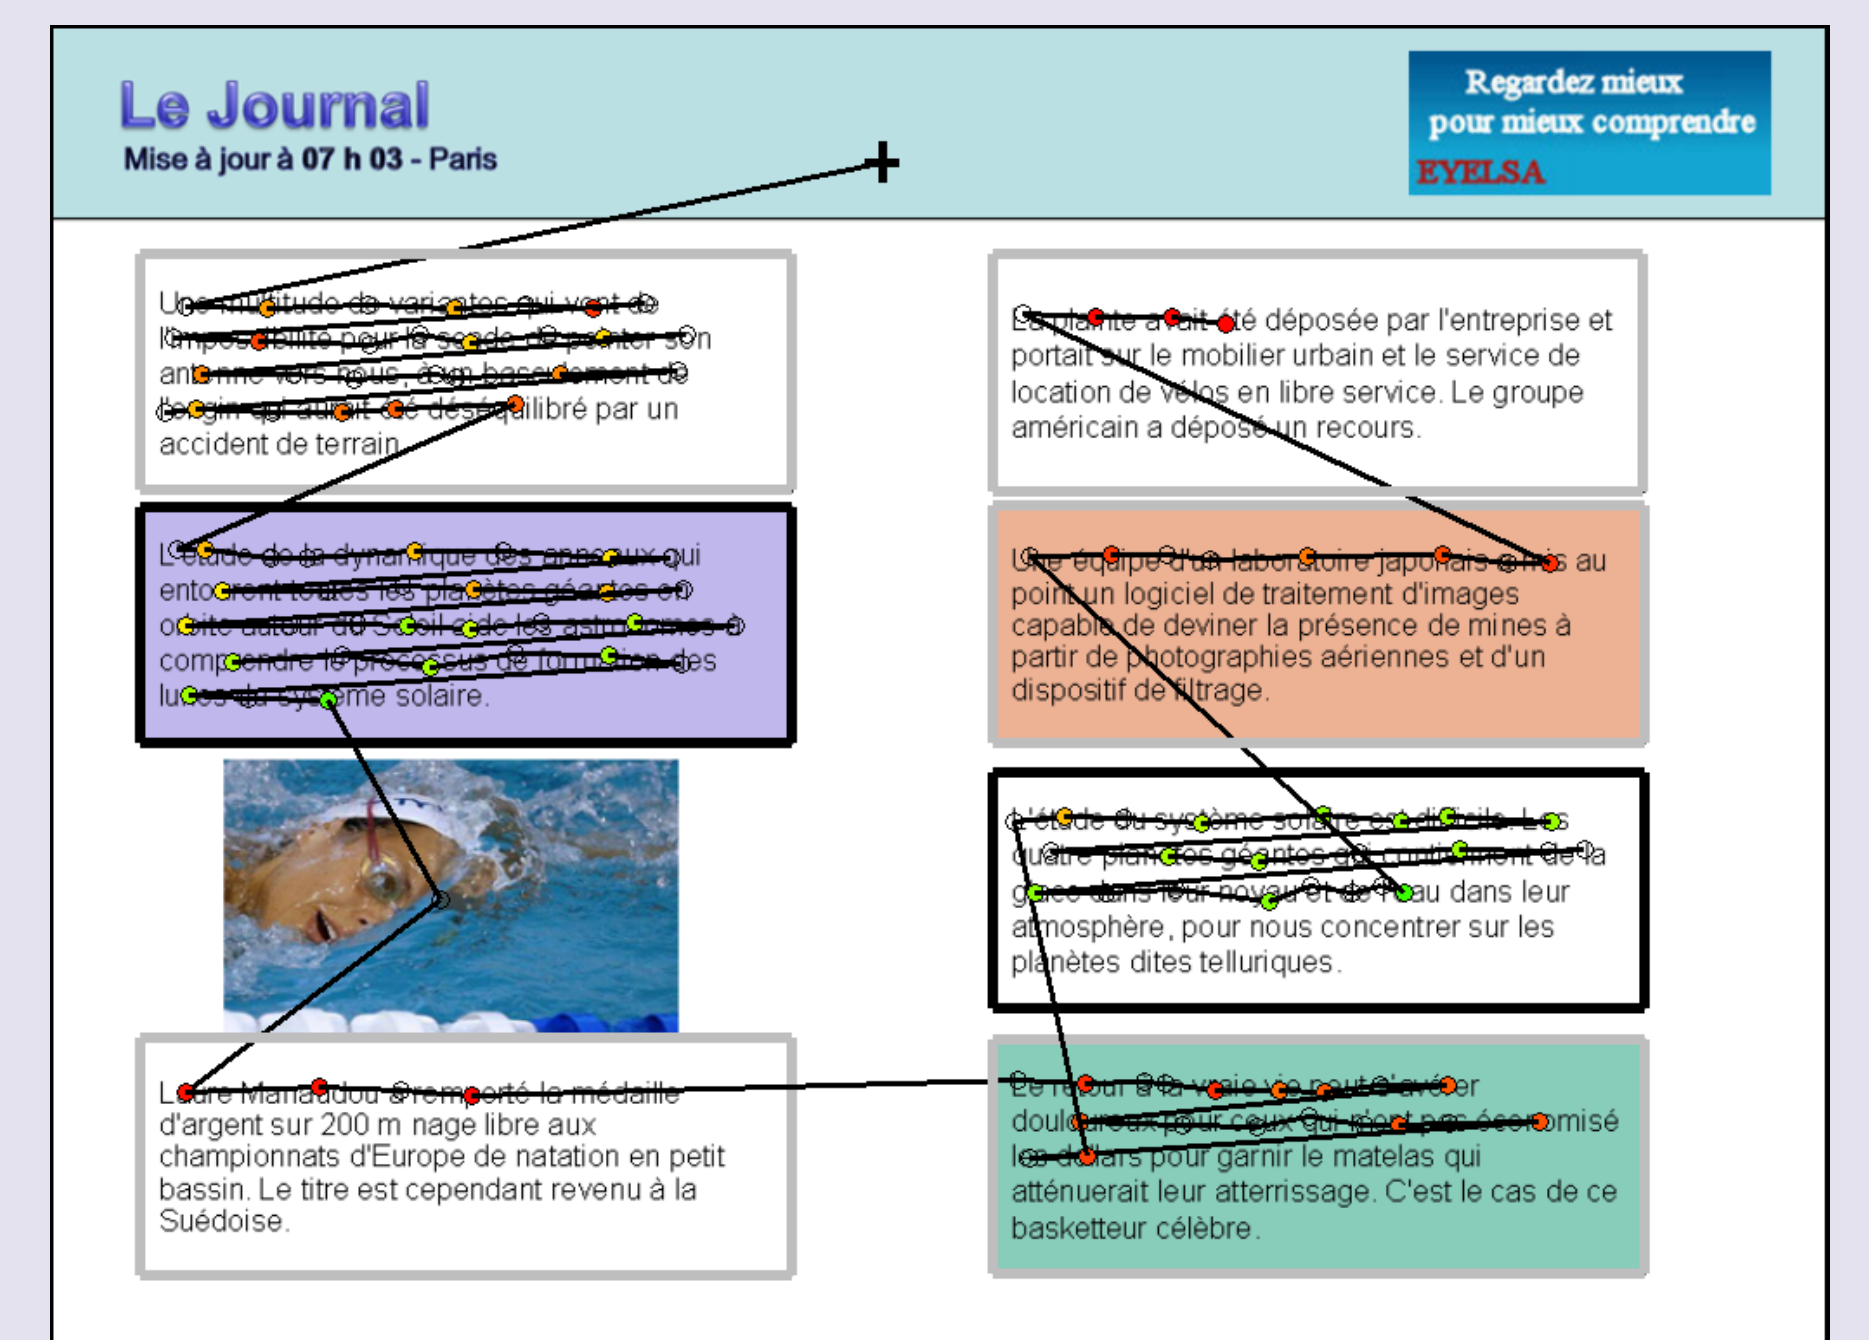 Le Journal
Mise à jour à 07 h 03 - Paris
Regardez mieux
pour mieux comprendre
EYELSA
Une multitude de variantes qui vont de
l'impossibilité pour la sonde de pointer son
antenne vers nous, à un basculement de
l'engin qui aurait été déséquilibré par un
accident de terrain.
L'étude de la dynamique des anneaux qui
entourent toutes les planètes géantes en
orbite autour du Soleil aide les astronomes à
comprendre le processus de formation des
lunes du système solaire.
Laure Manaudou a remporté la médaille
d'argent sur 200 m nage libre aux
championnats d'Europe de natation en petit
bassin. Le titre est cependant revenu à la
Suédoise.
La plainte avait été déposée par l'entreprise et
portait sur le mobilier urbain et le service de
location de vélos en libre service. Le groupe
américain a déposé un recours.
Une équipe d'un laboratoire japonais a mis au
point un logiciel de traitement d'images
capable de deviner la présence de mines à
partir de photographies aériennes et d'un
dispositif de filtrage.
L'étude du système solaire est difficile. Les
quatre planètes géantes qui contiennent de la
glace dans leur noyau et de l'eau dans leur
atmosphère, pour nous concentrer sur les
planètes dites telluriques.
Le retour à la vraie vie peut s'avérer
douloureux pour ceux qui n'ont pas économisé
les dollars pour garnir le matelas qui
atténuerait leur atterrissage. C'est le cas de ce
basketteur célèbre.